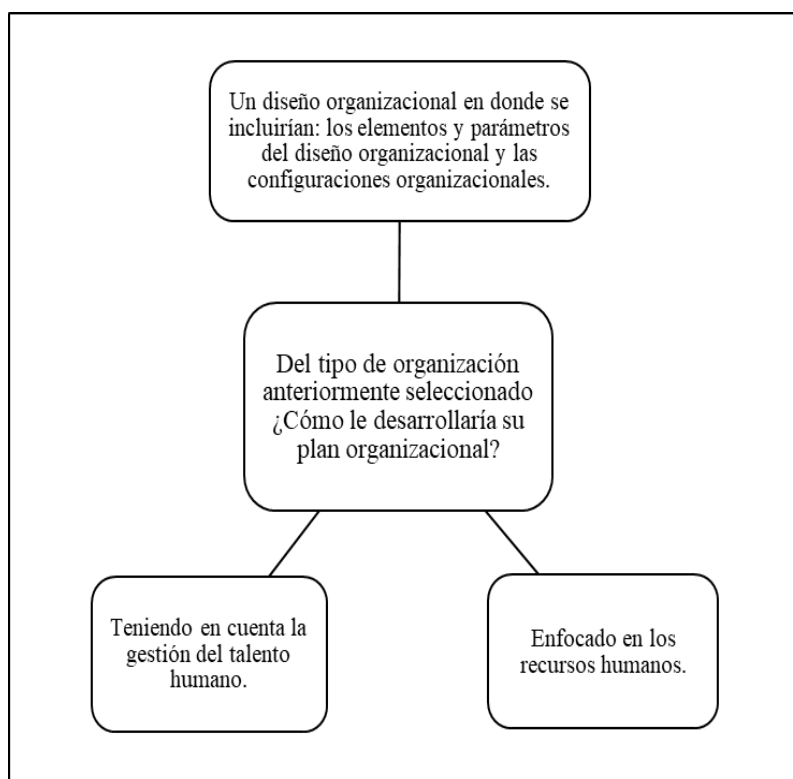 Un diseño organizacional en donde se
incluirían: los elementos y parámetros
del diseño organizacional y las
configuraciones organizacionales.
Del tipo de organización
anteriormente seleccionado
¿Cómo le desarrollaría su
plan organizacional?
Teniendo en cuenta la
gestión del talento
humano.
Enfocado en los
recursos humanos.